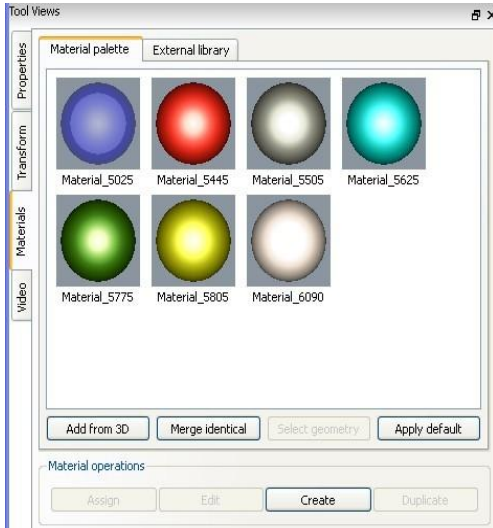 Tool Views
Properties
Transform
Materials
Video
Material palette
External library
Material_5025
Material_5445
Material_5505
Material_5625
Material_5775
Material_5805
Material_6090
Add from 3D
Merge identical
Select geometry
Apply default
Material operations
Assign
Edit
Create
Duplicate